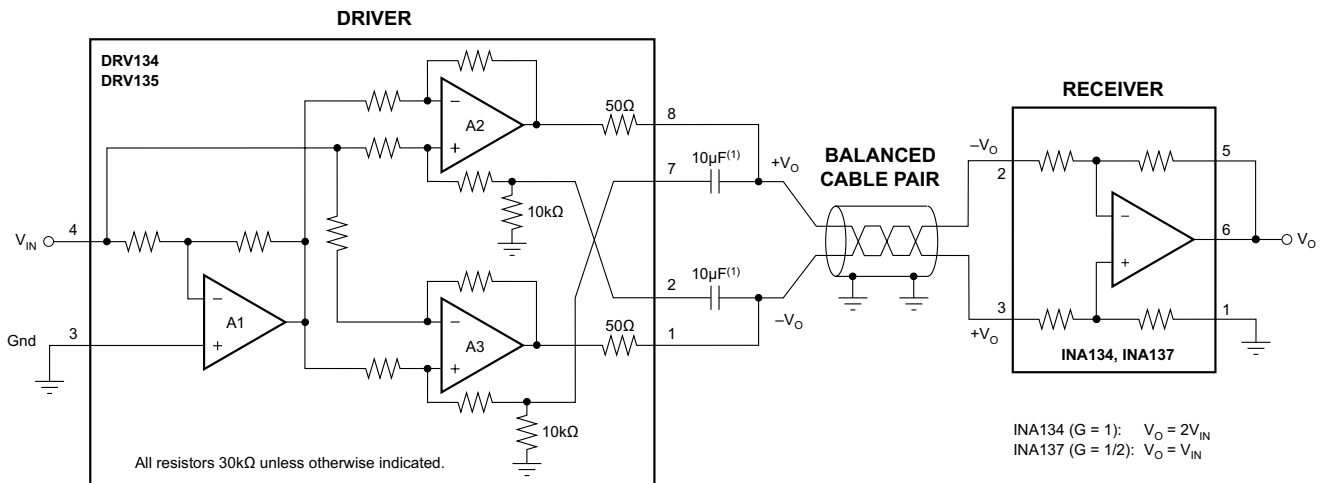 DRIVER
DRV134
DRV135
A2
50Ω
8
RECEIVER
10µF(1)
7
+VO
BALANCED
CABLE PAIR
–VO
2
5
10kΩ
VIN
4
6
VO
10µF(1)
2
A1
3
Gnd
A3
50Ω
1
–VO
3
+VO
1
INA134, INA137
10kΩ
All resistors 30kΩ unless otherwise indicated.
INA134 (G = 1): VO = 2VIN
INA137 (G = 1/2): VO = VIN